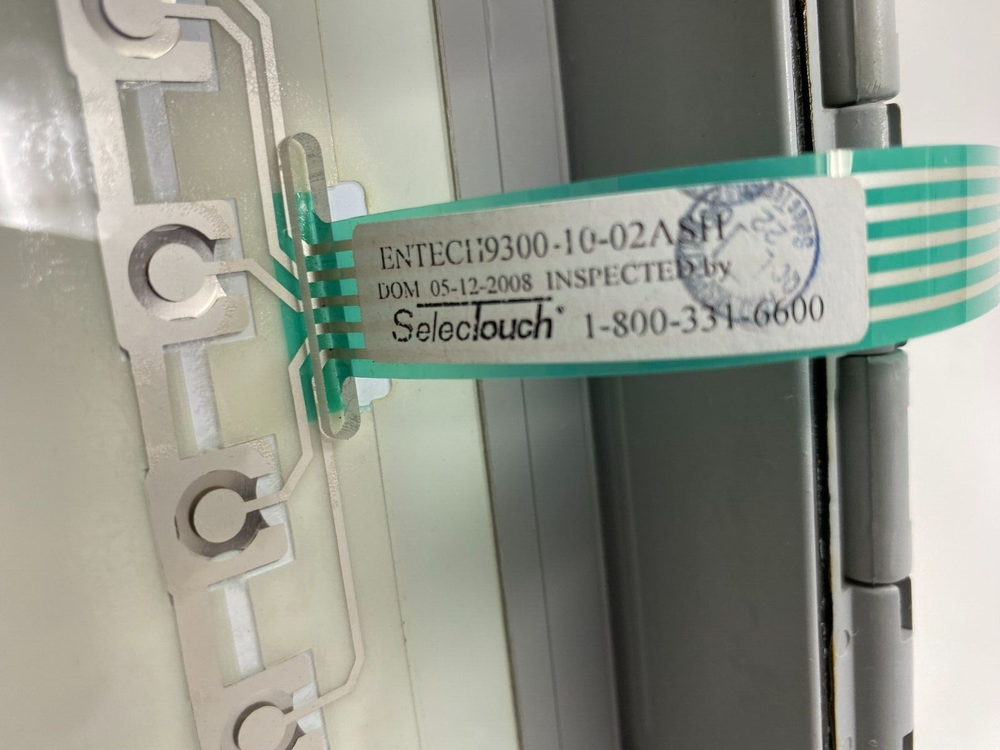 ENTECH9300-10-02ASH
DOM 05-12-2008 INSPECTED by
SelecTouch® 1-800-331-6600